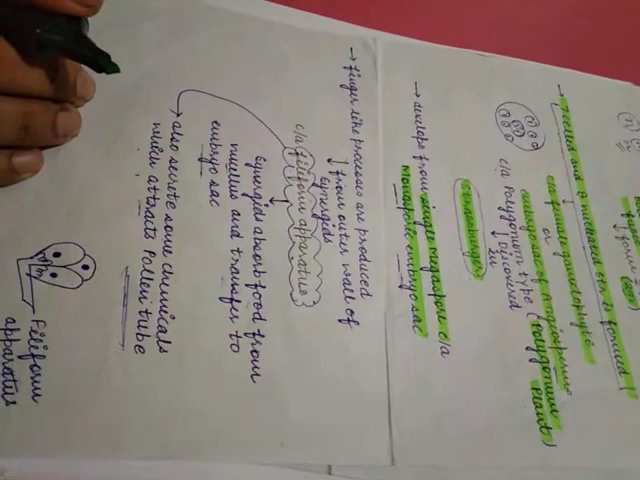 → 7 celled and 8 nucleated str. is formed
c/a female gametophyte
or
embryo sac of Angiosperms
c/a Polygonum type (Polygonum Plant)
↓ Discovered
in
Strasburger
→ develops from single megaspore c/a
monosporic embryo sac
→ finger like processes are produced
↓ from outer wall of
synergids
c/a filiform apparatus
synergids absorb food from
nucellus and transfer to
embryo sac
→ also secrete some chemicals
which attracts Pollen tube
Filiform
apparatus